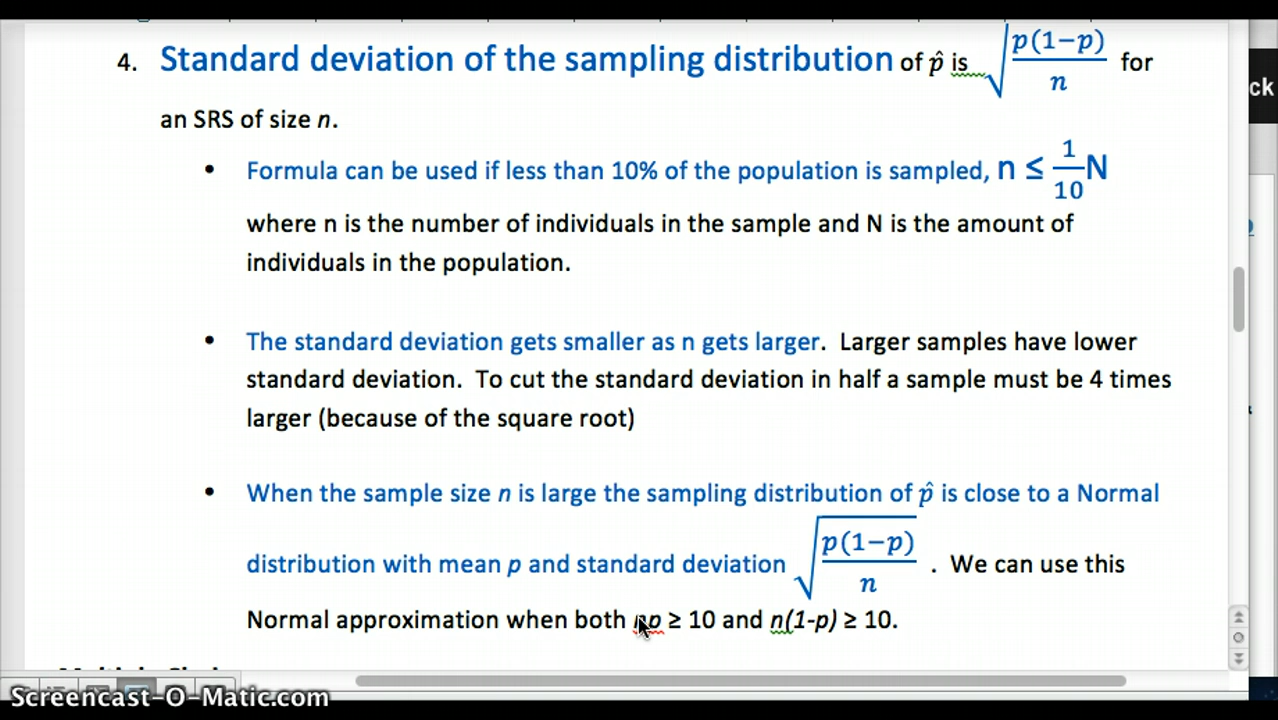 4. Standard deviation of the sampling distribution of p̂ is √(p(1−p)/n) for
an SRS of size n.
• Formula can be used if less than 10% of the population is sampled, n ≤ 1/10 N
where n is the number of individuals in the sample and N is the amount of
individuals in the population.
• The standard deviation gets smaller as n gets larger. Larger samples have lower
standard deviation. To cut the standard deviation in half a sample must be 4 times
larger (because of the square root)
• When the sample size n is large the sampling distribution of p̂ is close to a Normal
distribution with mean p and standard deviation √(p(1−p)/n) . We can use this
Normal approximation when both np ≥ 10 and n(1-p) ≥ 10.
Screencast-O-Matic.com
ck